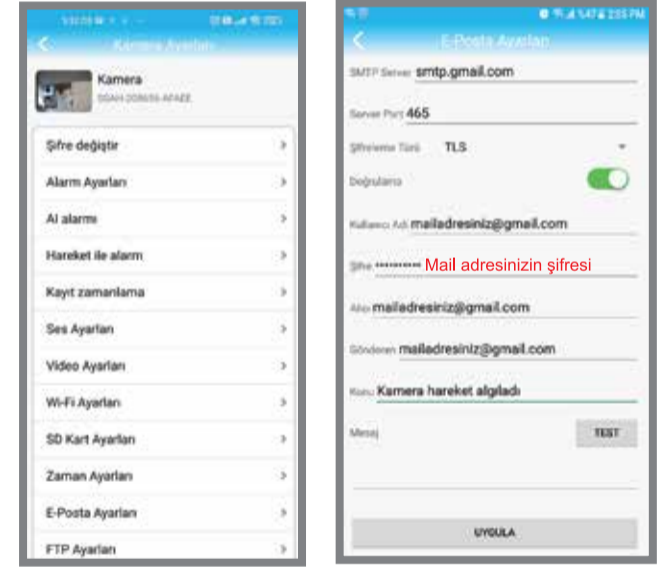 Kamera Ayarları
Kamera
Şifre değiştir
Alarm Ayarları
AI alarmı
Hareket ile alarm
Kayıt zamanlama
Ses Ayarları
Video Ayarları
Wi-Fi Ayarları
SD Kart Ayarları
Zaman Ayarları
E-Posta Ayarları
FTP Ayarları
2:55 PM
E-Posta Ayarları
SMTP Server smtp.gmail.com
Server Port 465
Şifreleme Türü TLS
Doğrulama
Kullanıcı Adı mailadresiniz@gmail.com
Şifre •••••••••• Mail adresinizin şifresi
Alıcı mailadresiniz@gmail.com
Gönderen mailadresiniz@gmail.com
Konu Kamera hareket algıladı
Mesaj TEST
UYGULA